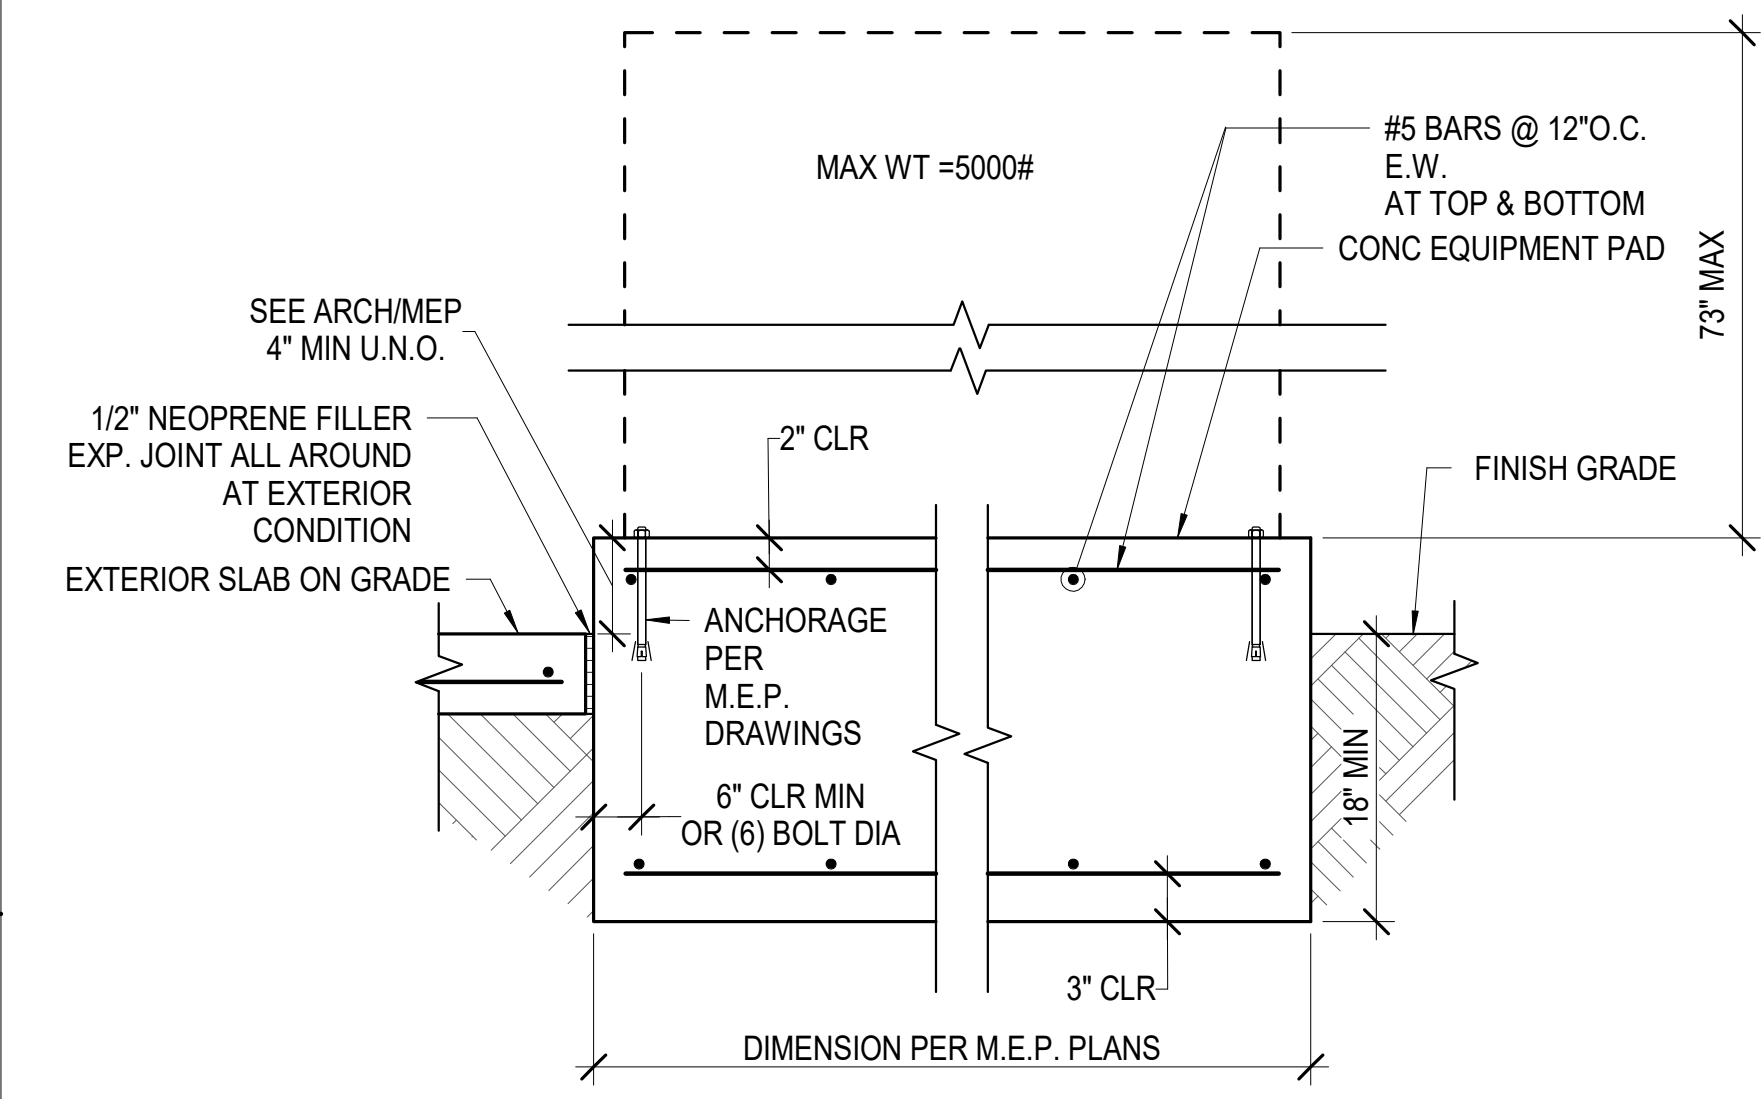 MAX WT =5000#
#5 BARS @ 12"O.C.
E.W.
AT TOP & BOTTOM
CONC EQUIPMENT PAD
73" MAX
SEE ARCH/MEP
4" MIN U.N.O.
1/2" NEOPRENE FILLER
EXP. JOINT ALL AROUND
AT EXTERIOR
CONDITION
2" CLR
FINISH GRADE
EXTERIOR SLAB ON GRADE
ANCHORAGE
PER
M.E.P.
DRAWINGS
18" MIN
6" CLR MIN
OR (6) BOLT DIA
3" CLR
DIMENSION PER M.E.P. PLANS